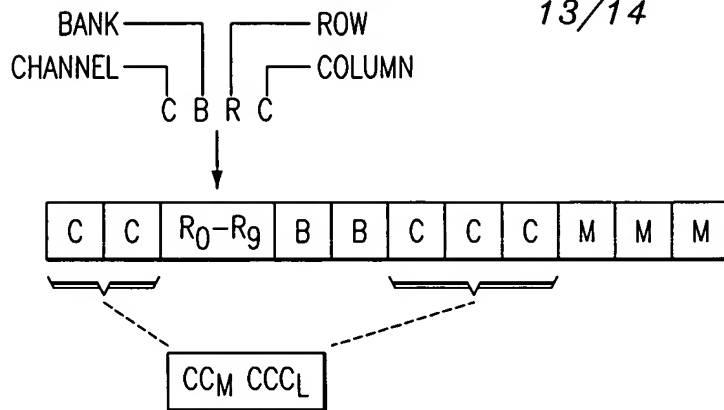 13/14
BANK ROW
CHANNEL COLUMN
C B R C
C C R0-R9 B B C C C M M M
CCM CCCL